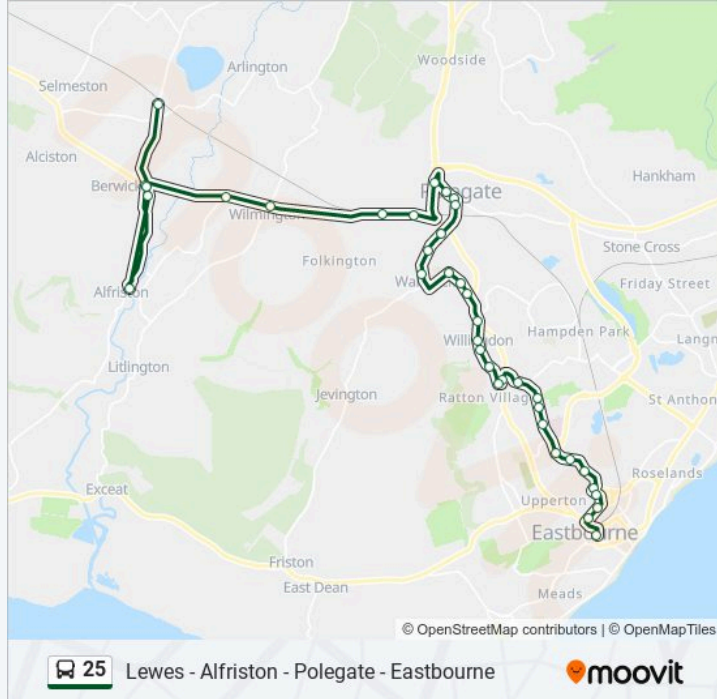 Woodside
Arlington
Selmeston
Hankham
Alciston
Berwick
Polegate
Wilmington
Stone Cross
Folkington
Friday Street
Alfriston
Willingdon
Hampden Park
Langn
Litlington
Jevington
Ratton Village
St Anthon
Roselands
Exceat
Upperton
Eastbourne
Friston
East Dean
Meads
© OpenStreetMap contributors | © OpenMapTiles
25 Lewes - Alfriston - Polegate - Eastbourne
moovit